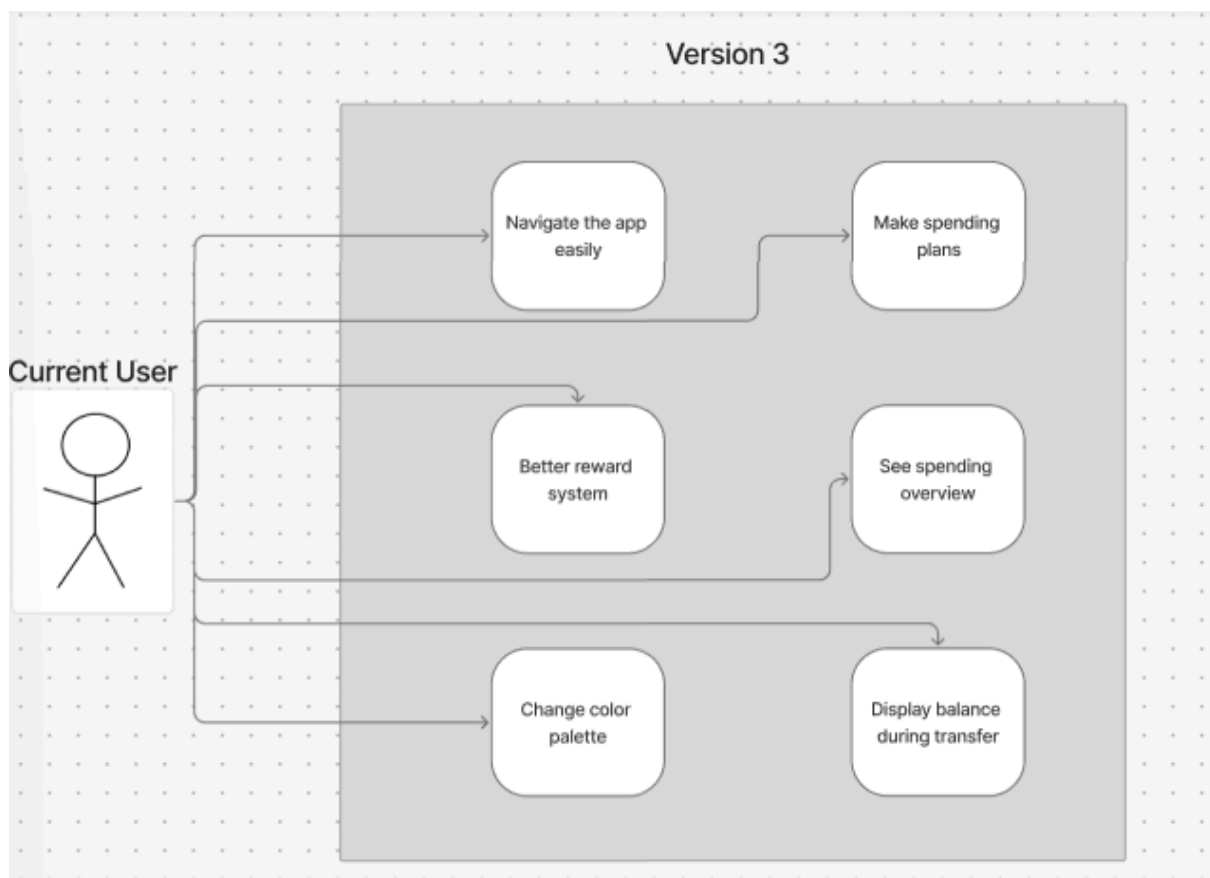 Version 3
Navigate the app
easily
Make spending
plans
Current User
Better reward
system
See spending
overview
Change color
palette
Display balance
during transfer